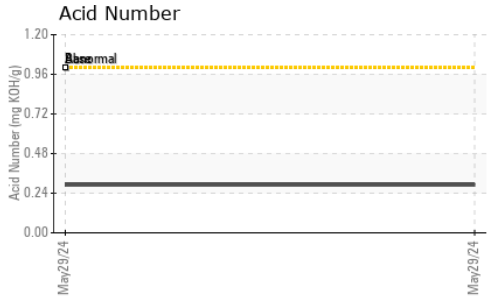 Acid Number
1.20
Abnormal
0.96
0.72
0.48
0.24
0.00
Acid Number (mg KOH/g)
May29/24
May29/24